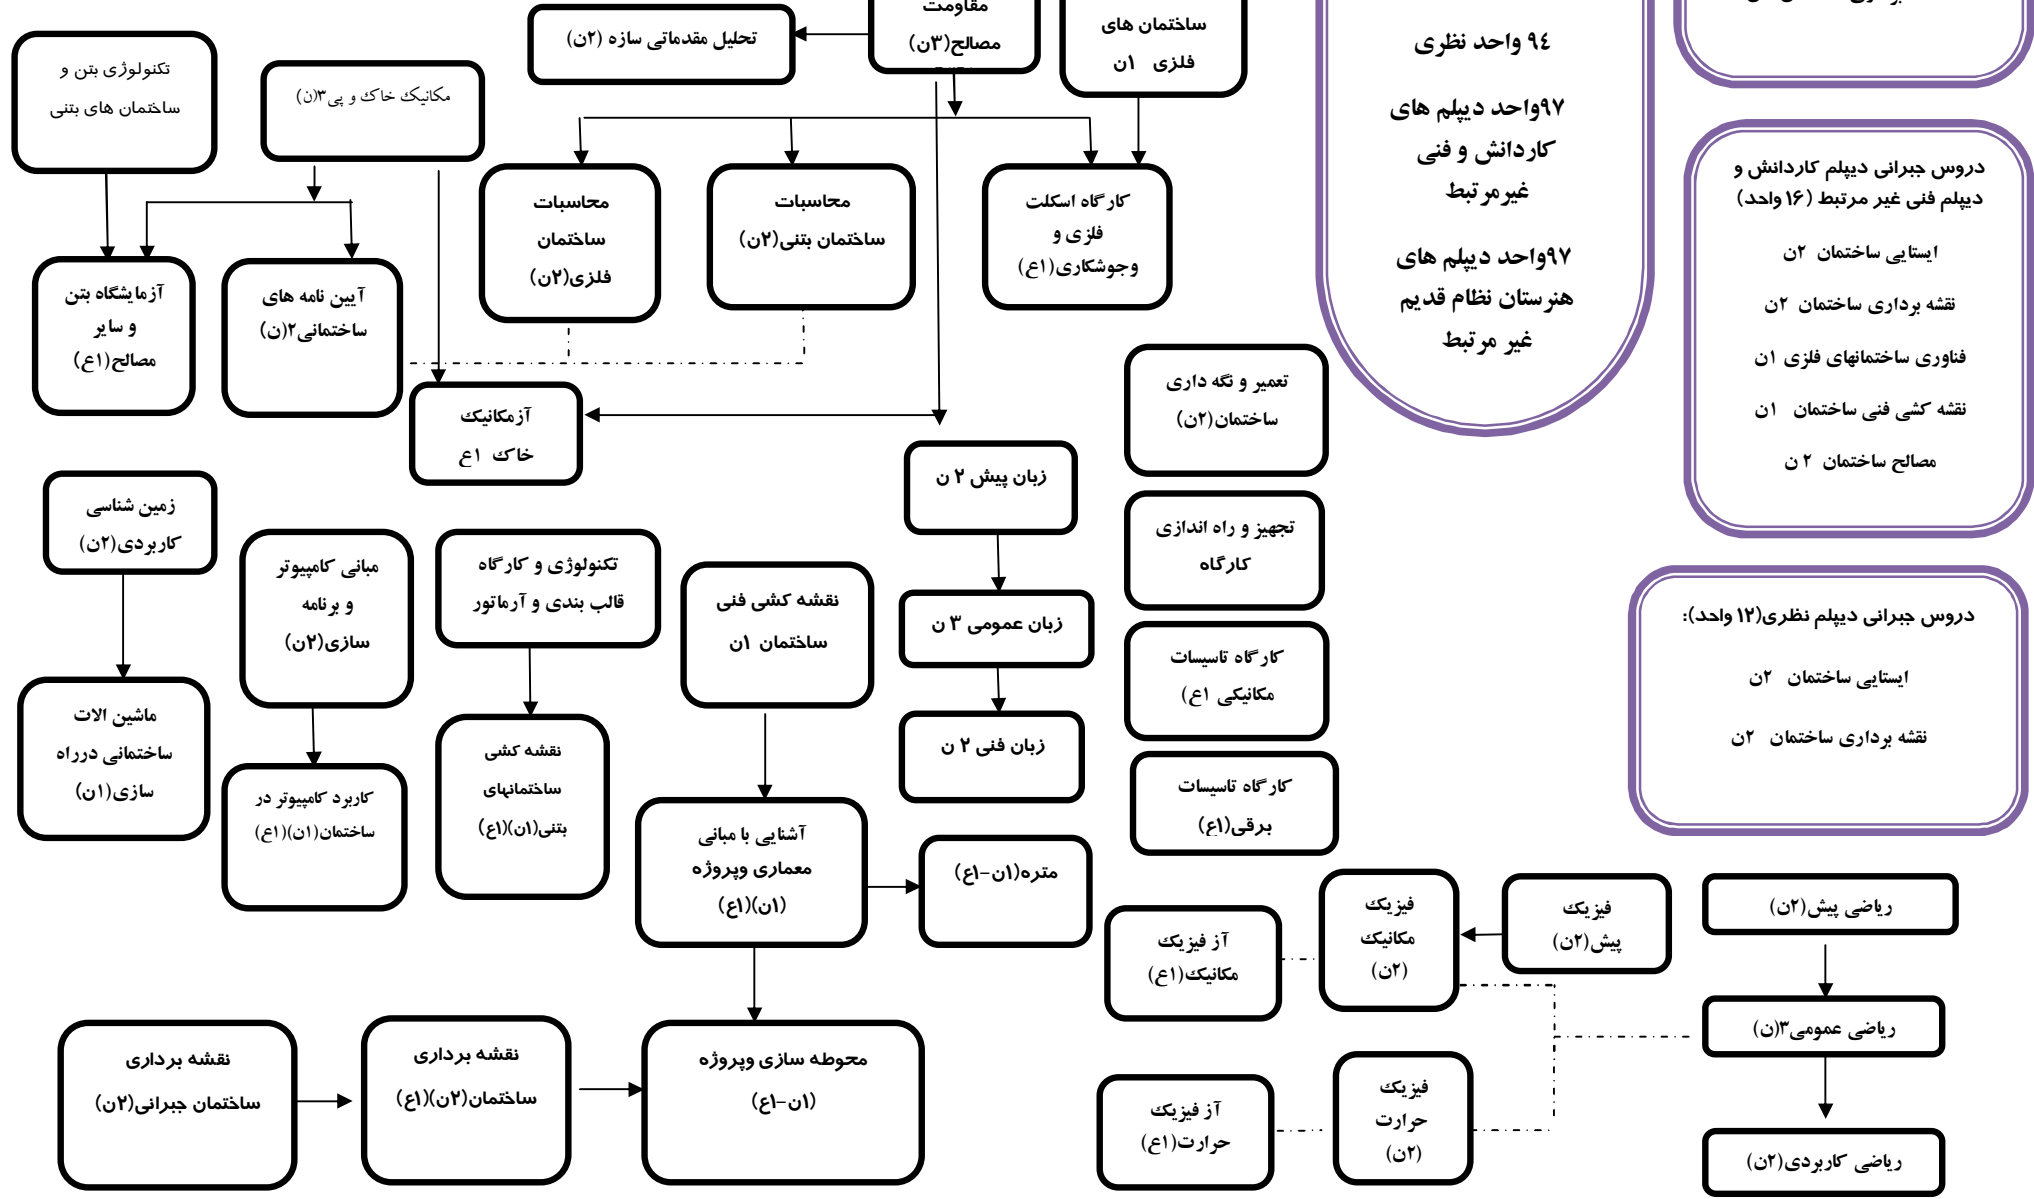 مقاومت
مصالح(۳ن)
تحلیل مقدماتی سازه (۲ن)
ساختمان های
فلزی ۱ن
تکنولوژی بتن و
ساختمان های بتنی
مکانیک خاک و پی۳(ن)
محاسبات
ساختمان
فلزی(۲ن)
محاسبات
ساختمان بتنی(۲ن)
کارگاه اسکلت
فلزی و
وجوشکاری(۱ع)
آزمایشگاه بتن
و سایر
مصالح(۱ع)
آیین نامه های
ساختمانی۲(ن)
آزمکانیک
خاک ۱ع
۹٤ واحد نظری
۹۷واحد دیپلم های
کاردانش و فنی
غیرمرتبط
۹۷واحد دیپلم های
هنرستان نظام قدیم
غیر مرتبط
دروس جبرانی دیپلم کاردانش و
دیپلم فنی غیر مرتبط (۱۶ واحد)
ایستایی ساختمان ۲ن
نقشه برداری ساختمان ۲ن
فناوری ساختمانهای فلزی ۱ن
نقشه کشی فنی ساختمان ۱ن
مصالح ساختمان ۲ ن
دروس جبرانی دیپلم نظری(۱۲ واحد):
ایستایی ساختمان ۲ن
نقشه برداری ساختمان ۲ن
تعمیر و نگه داری
ساختمان(۲ن)
تجهیز و راه اندازی
کارگاه
کارگاه تاسیسات
مکانیکی ۱ع)
کارگاه تاسیسات
برقی(۱ع)
زبان پیش ۲ ن
زبان عمومی ۳ ن
زبان فنی ۲ ن
زمین شناسی
کاربردی(۲ن)
ماشین الات
ساختمانی درراه
سازی(۱ن)
مبانی کامپیوتر
و برنامه
سازی(۲ن)
کاربرد کامپیوتر در
ساختمان(۱ن)(۱ع)
تکنولوژی و کارگاه
قالب بندی و آرماتور
نقشه کشی
ساختمانهای
بتنی(۱ن)(۱ع)
نقشه کشی فنی
ساختمان ۱ن
آشنایی با مبانی
معماری وپروژه
(۱ن)(۱ع)
متره(۱ن-۱ع)
نقشه برداری
ساختمان جبرانی(۲ن)
نقشه برداری
ساختمان(۲ن)(۱ع)
محوطه سازی وپروژه
(۱ن-۱ع)
ریاضی پیش(۲ن)
ریاضی عمومی۳(ن)
ریاضی کاربردی(۲ن)
فیزیک
پیش(۲ن)
فیزیک
مکانیک
(۲ن)
آز فیزیک
مکانیک(۱ع)
فیزیک
حرارت
(۲ن)
آز فیزیک
حرارت(۱ع)